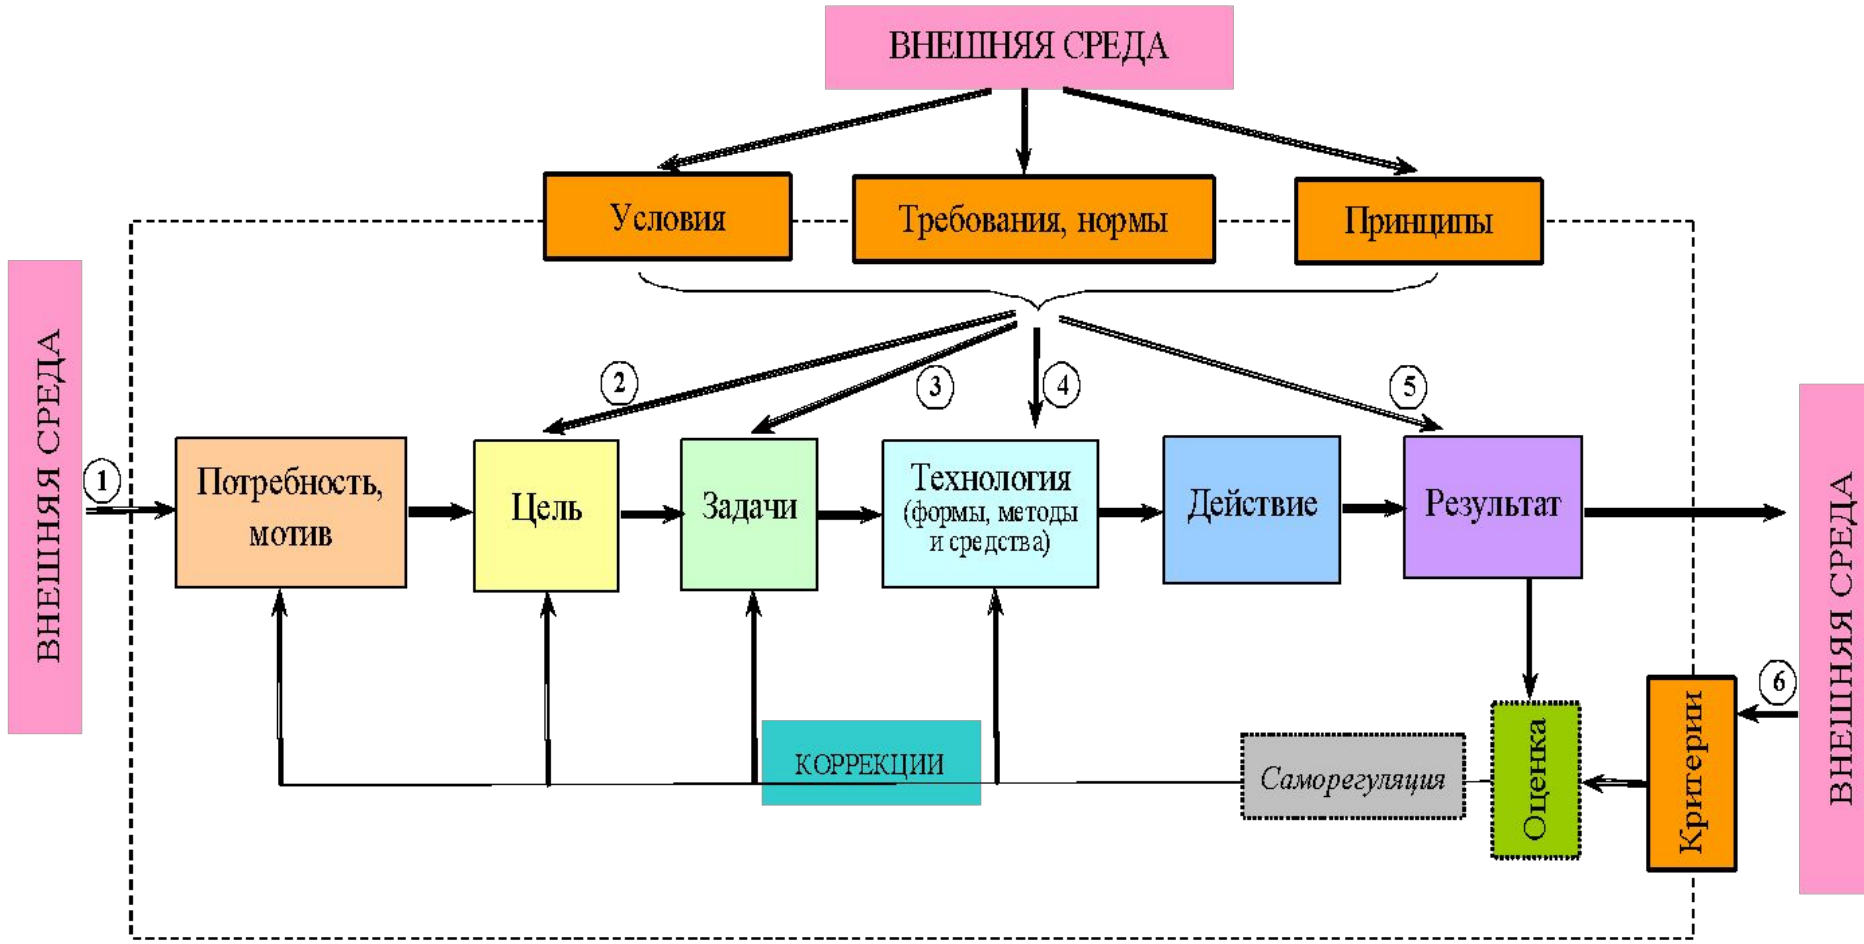 ВНЕШНЯЯ СРЕДА
Условия
Требования, нормы
Принципы
2
3
4
5
ВНЕШНЯЯ СРЕДА
1
Потребность,
мотив
Цель
Задачи
Технология
(формы, методы
и средства)
Действие
Результат
ВНЕШНЯЯ СРЕДА
6
КОРРЕКЦИИ
Саморегуляция
Оценка
Критерии